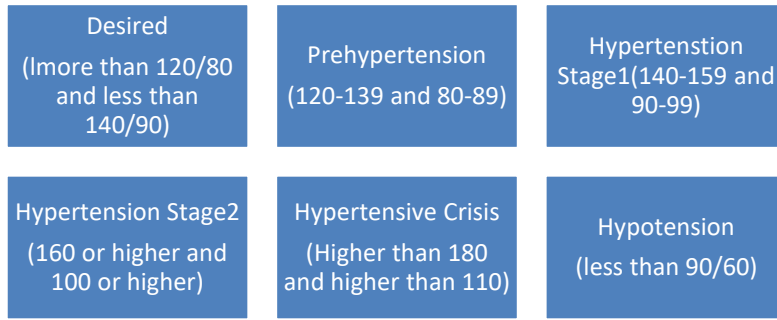 Desired
(lmore than 120/80
and less than
140/90)
Prehypertension
(120-139 and 80-89)
Hypertenstion
Stage1(140-159 and
90-99)
Hypertension Stage2
(160 or higher and
100 or higher)
Hypertensive Crisis
(Higher than 180
and higher than 110)
Hypotension
(less than 90/60)